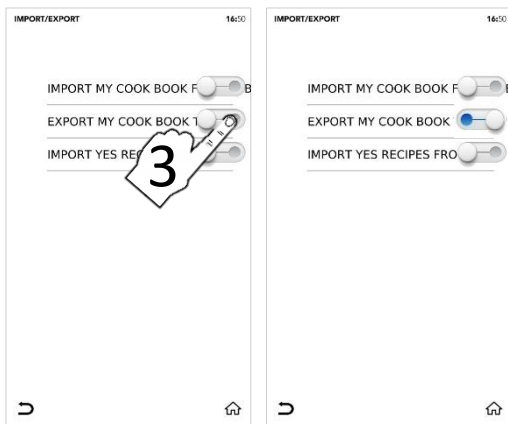 IMPORT/EXPORT 16:50
IMPORT MY COOK BOOK F B
EXPORT MY COOK BOOK T
IMPORT YES REC
3
IMPORT/EXPORT 16:50
IMPORT MY COOK BOOK F
EXPORT MY COOK BOOK
IMPORT YES RECIPES FRO